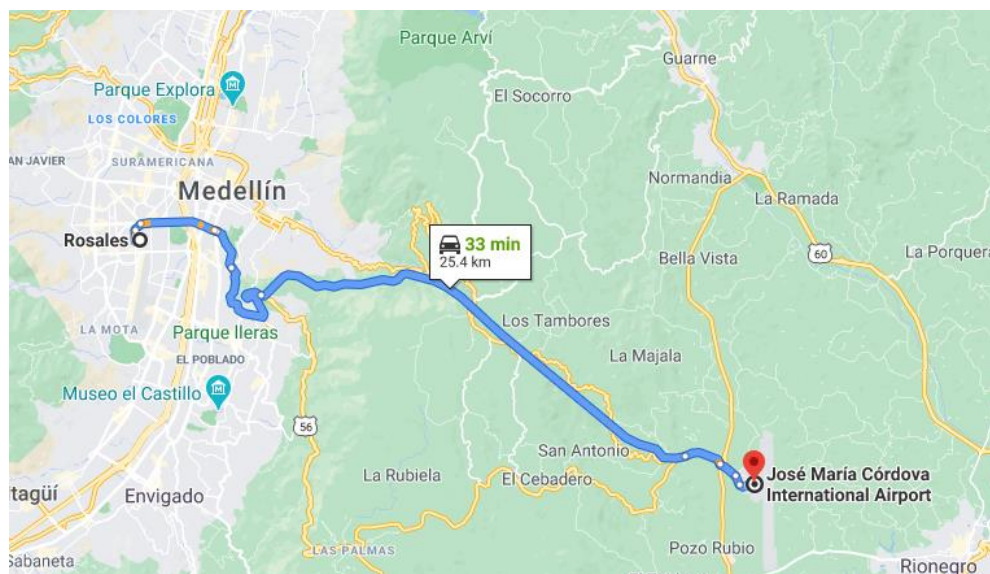 Parque Arví
Guarne
Parque Explora
El Socorro
LOS COLORES
AN JAVIER
SURAMERICANA
Normandia
Medellín
La Ramada
Rosales
33 min
25.4 km
Bella Vista
60
La Porquera
LA MOTA
Parque lleras
Los Tambores
EL POBLADO
La Majala
Museo el Castillo
56
San Antonio
La Rubiela
El Cebadero
José María Córdova
International Airport
rtagüí
Envigado
LAS PALMAS
Pozo Rubio
Sabaneta
Rionegro